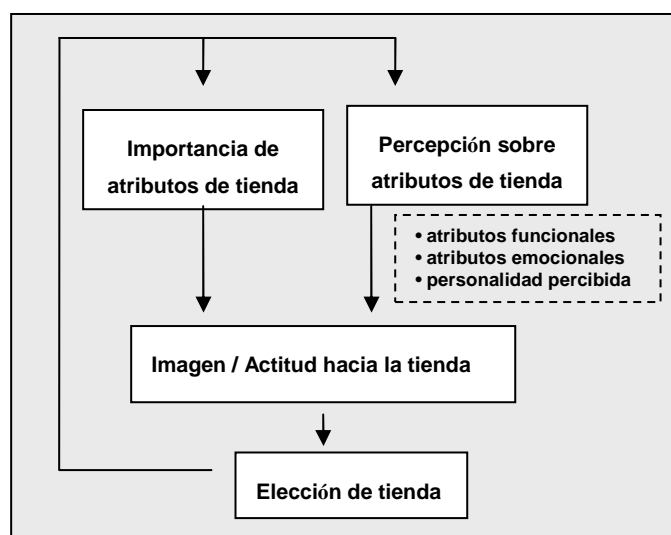 Importancia de
atributos de tienda
Percepción sobre
atributos de tienda
• atributos funcionales
• atributos emocionales
• personalidad percibida
Imagen / Actitud hacia la tienda
Elección de tienda